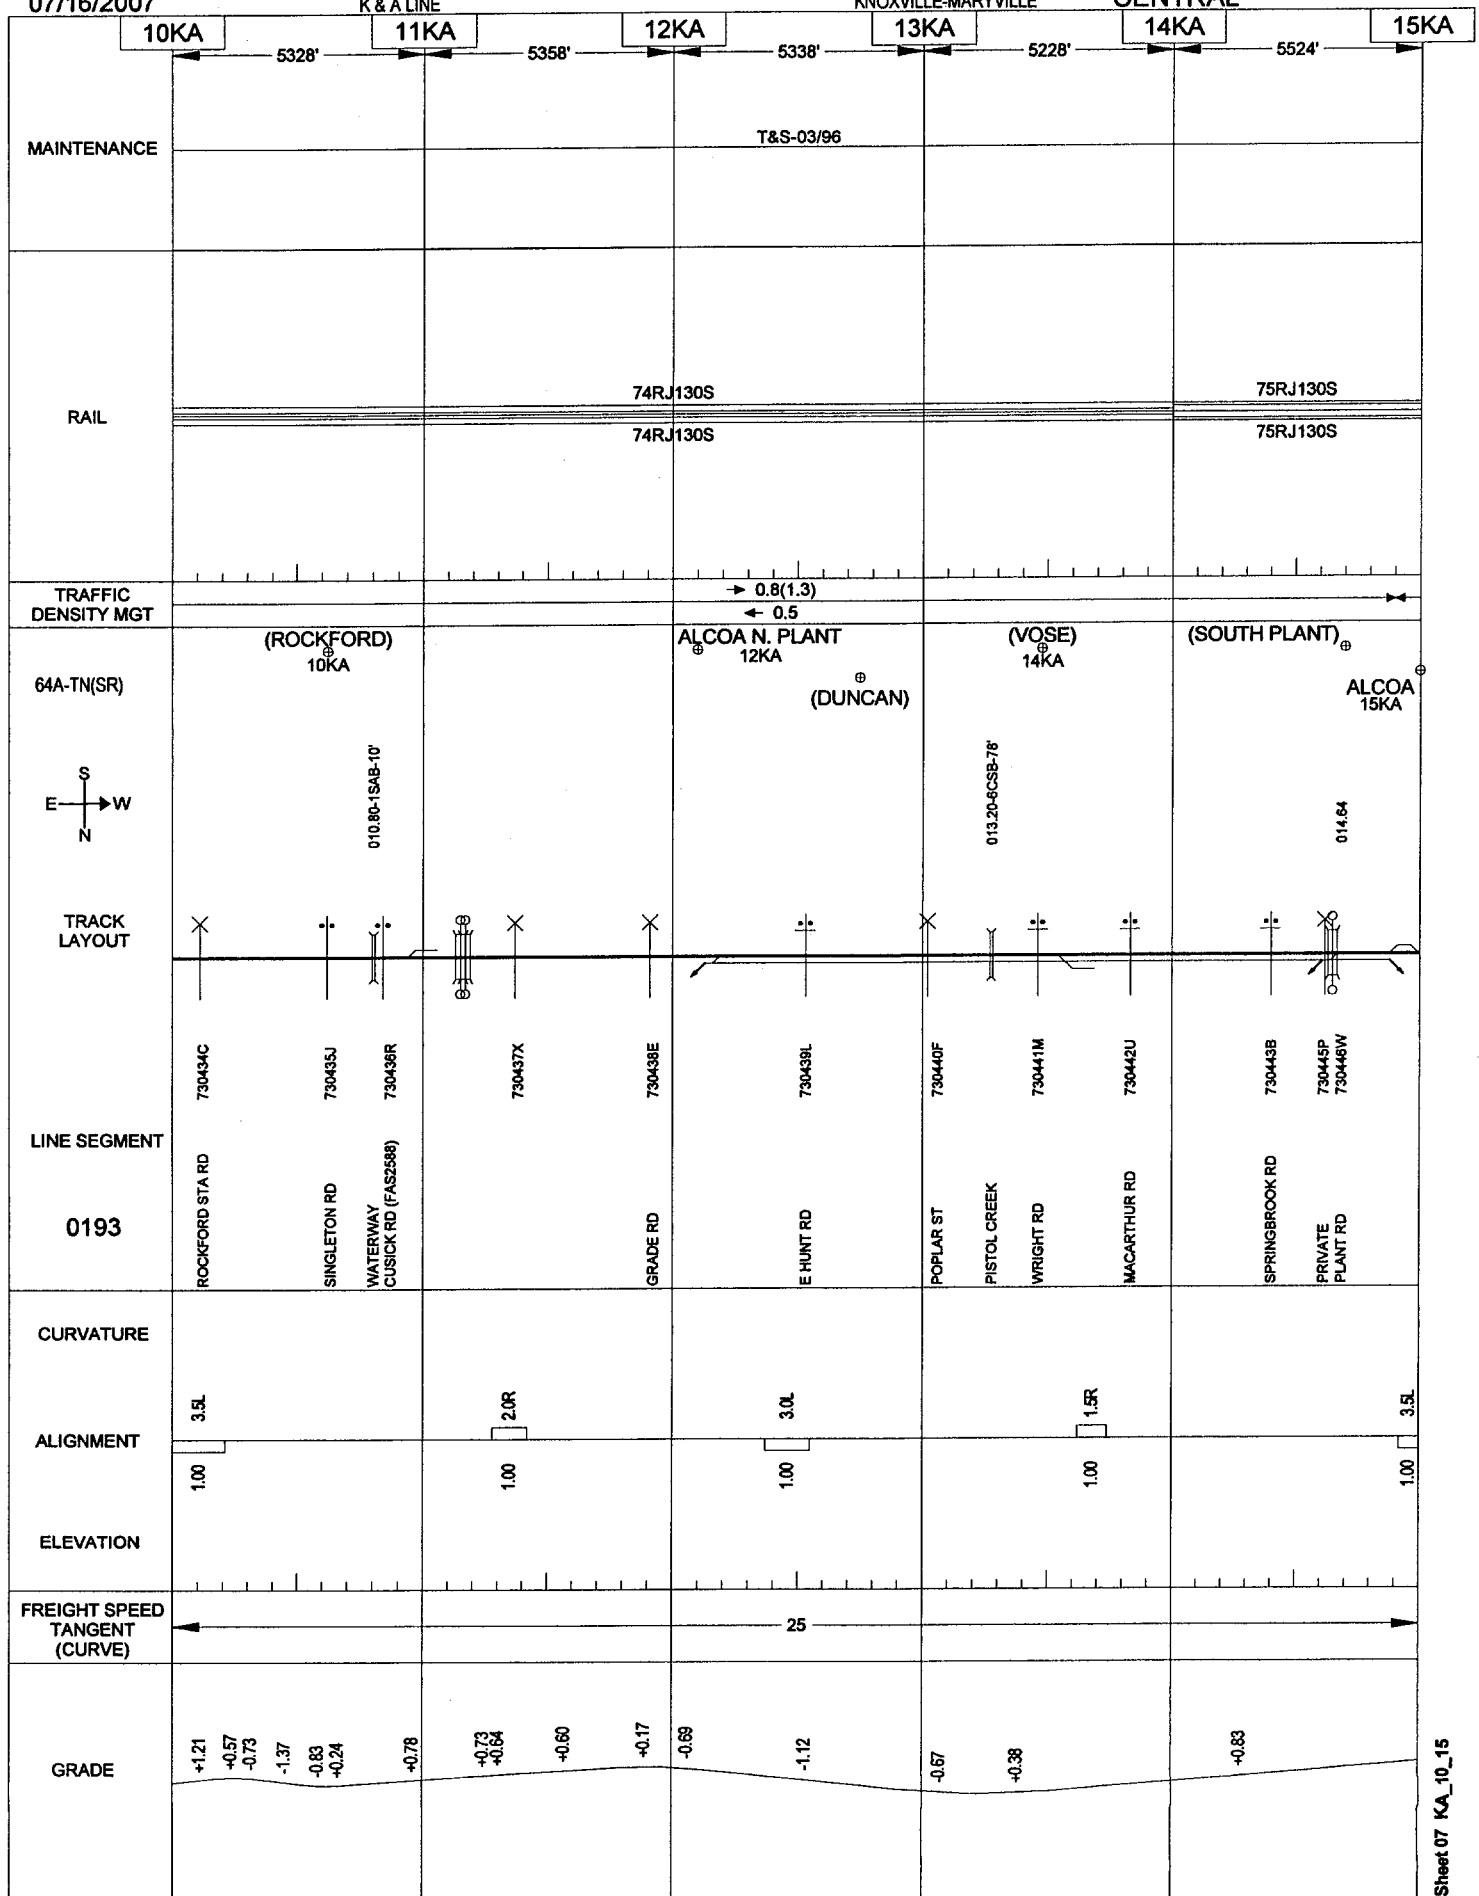 07/16/2007 K & A LINE KNOXVILLE-MARYVILLE CENTRAL
10KA 11KA 12KA 13KA 14KA 15KA
5328' 5358' 5338' 5228' 5524'
MAINTENANCE
T&S-03/96
RAIL
74RJ130S 75RJ130S
74RJ130S 75RJ130S
TRAFFIC
DENSITY MGT
0.8(1.3)
0.5
(ROCKFORD) ALCOA N. PLANT (VOSE) (SOUTH PLANT)
10KA 12KA 14KA
64A-TN(SR)
(DUNCAN)
ALCOA
15KA
S
E W
N
010.80-1SAB-10'
013.20-6CSB-78'
014.64
TRACK
LAYOUT
730434C
730435J
730436R
730437X
730438E
730439L
730440F
730441M
730442U
730443B
730445P
730446W
LINE SEGMENT
0193
ROCKFORD STA RD
SINGLETON RD
WATERWAY
CUSICK RD (FAS2588)
GRADE RD
E HUNT RD
POPLAR ST
PISTOL CREEK
WRIGHT RD
MACARTHUR RD
SPRINGBROOK RD
PRIVATE
PLANT RD
CURVATURE
3.5L 2.0R 3.0L 1.5R 3.5L
ALIGNMENT
1.00 1.00 1.00 1.00 1.00
ELEVATION
FREIGHT SPEED
TANGENT
(CURVE)
25
GRADE
+1.21
+0.57
-0.73
-1.37
-0.83
+0.24
+0.78
+0.73
+0.64
+0.60
+0.17
-0.69
-1.12
-0.67
+0.38
+0.83
Sheet 07 KA_10_15